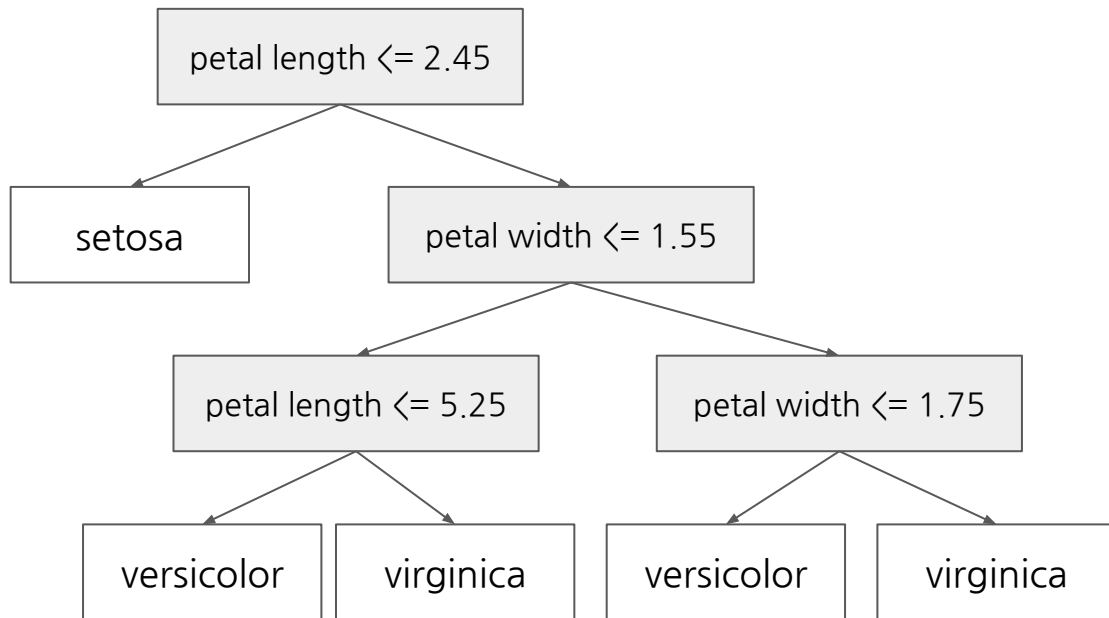 petal length <= 2.45
setosa
petal width <= 1.55
petal length <= 5.25
petal width <= 1.75
versicolor
virginica
versicolor
virginica